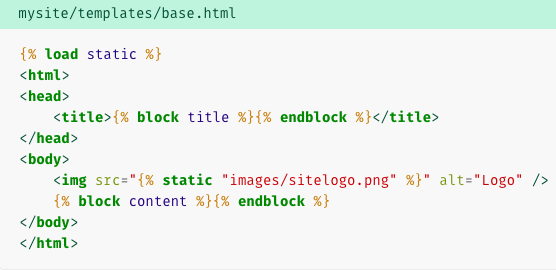 mysite/templates/base.html
{% load static %}
<html>
<head>
    <title>{% block title %}{% endblock %}</title>
</head>
<body>
    <img src="{% static "images/sitelogo.png" %}" alt="Logo" />
    {% block content %}{% endblock %}
</body>
</html>